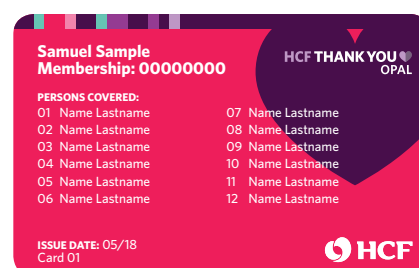 Samuel Sample
Membership: 00000000
HCF THANK YOU
OPAL
PERSONS COVERED:
01 Name Lastname
02 Name Lastname
03 Name Lastname
04 Name Lastname
05 Name Lastname
06 Name Lastname
07 Name Lastname
08 Name Lastname
09 Name Lastname
10 Name Lastname
11 Name Lastname
12 Name Lastname
ISSUE DATE: 05/18
Card 01
HCF